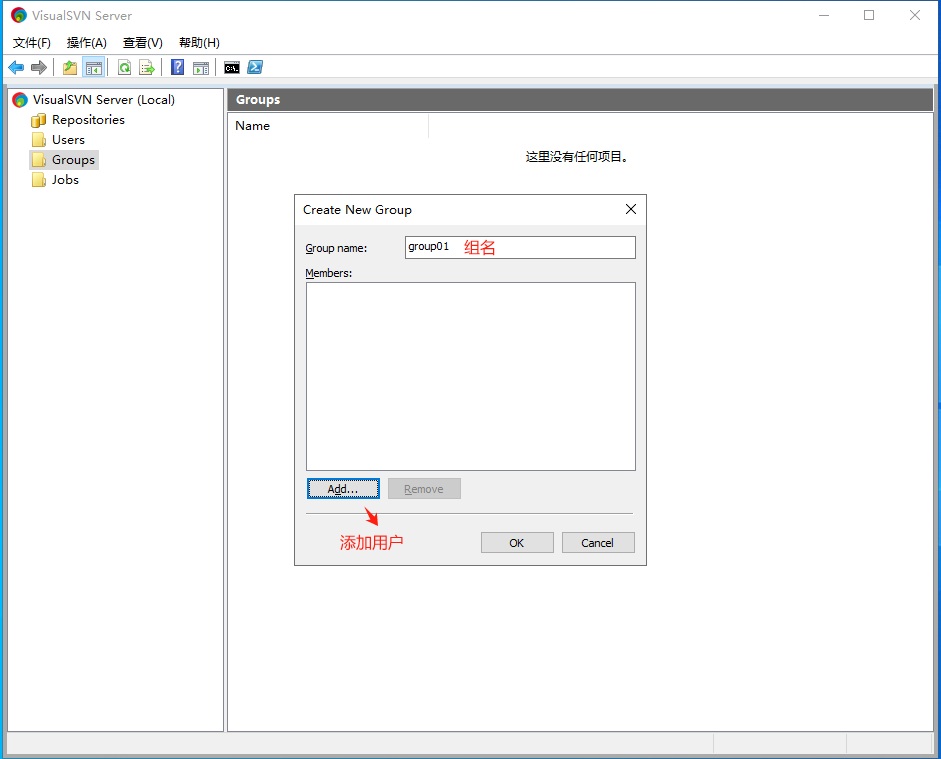 VisualSVN Server
文件(F) 操作(A) 查看(V) 帮助(H)
VisualSVN Server (Local)
Repositories
Users
Groups
Jobs
Groups
Name
这里没有任何项目。
Create New Group
Group name: group01 组名
Members:
Add... Remove
添加用户
OK Cancel